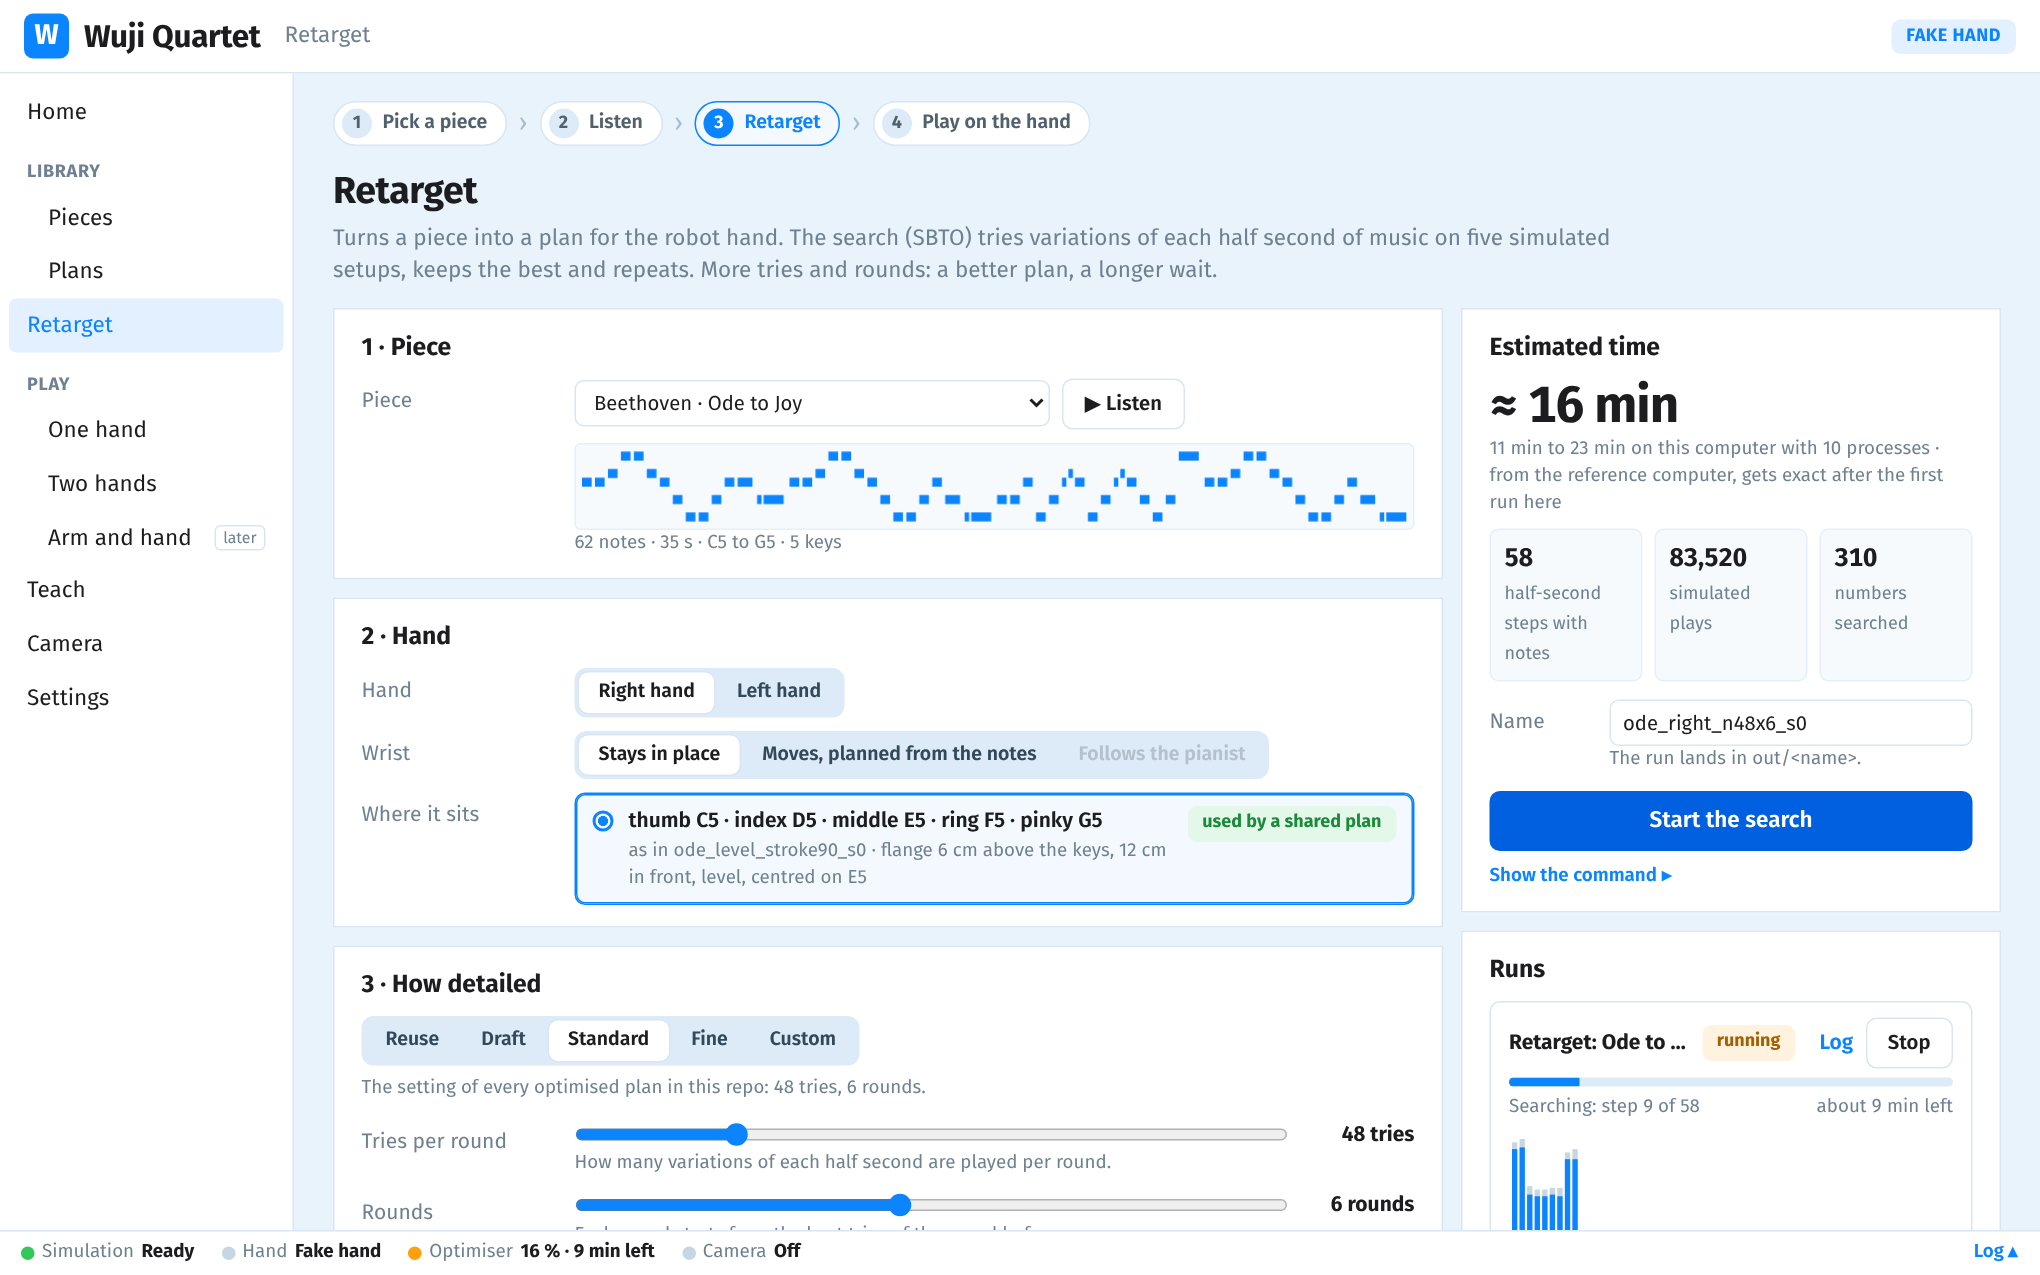 W Wuji Quartet Retarget FAKE HAND
Home
LIBRARY
Pieces
Plans
Retarget
PLAY
One hand
Two hands
Arm and hand later
Teach
Camera
Settings
1 Pick a piece › 2 Listen › 3 Retarget › 4 Play on the hand
Retarget
Turns a piece into a plan for the robot hand. The search (SBTO) tries variations of each half second of music on five simulated
setups, keeps the best and repeats. More tries and rounds: a better plan, a longer wait.
1 · Piece
Piece Beethoven · Ode to Joy ▶ Listen
62 notes · 35 s · C5 to G5 · 5 keys
2 · Hand
Hand Right hand Left hand
Wrist Stays in place Moves, planned from the notes Follows the pianist
Where it sits thumb C5 · index D5 · middle E5 · ring F5 · pinky G5 used by a shared plan
as in ode_level_stroke90_s0 · flange 6 cm above the keys, 12 cm
in front, level, centred on E5
3 · How detailed
Reuse Draft Standard Fine Custom
The setting of every optimised plan in this repo: 48 tries, 6 rounds.
Tries per round 48 tries
How many variations of each half second are played per round.
Rounds 6 rounds
Estimated time
≈ 16 min
11 min to 23 min on this computer with 10 processes ·
from the reference computer, gets exact after the first
run here
58
half-second
steps with
notes
83,520
simulated
plays
310
numbers
searched
Name ode_right_n48x6_s0
The run lands in out/<name>.
Start the search
Show the command ▸
Runs
Retarget: Ode to ... running Log Stop
Searching: step 9 of 58 about 9 min left
Simulation Ready Hand Fake hand Optimiser 16 % · 9 min left Camera Off Log ▲